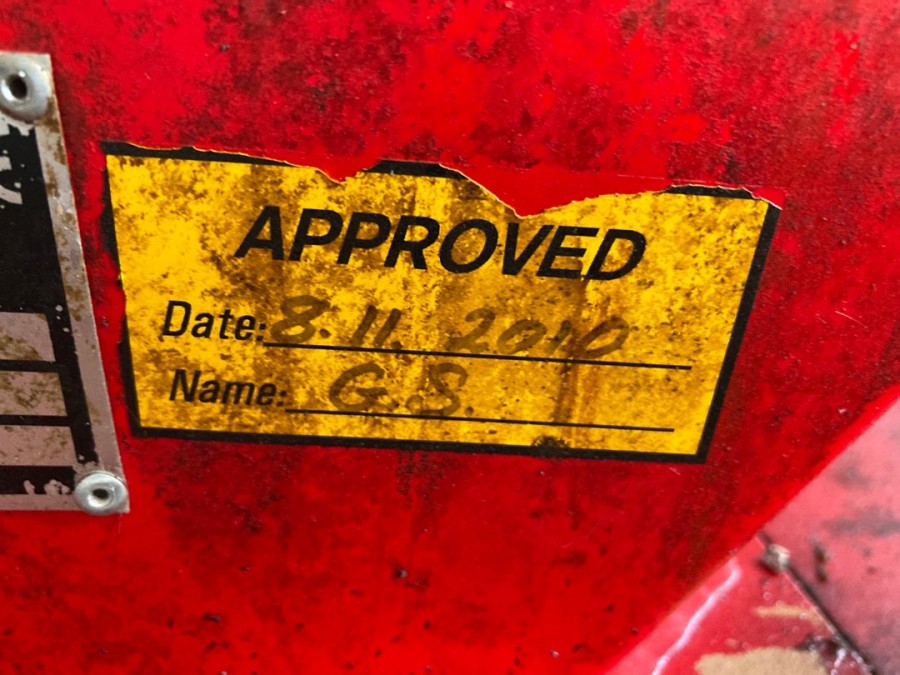 APPROVED
Date: 8.11. 2010
Name: G.S.